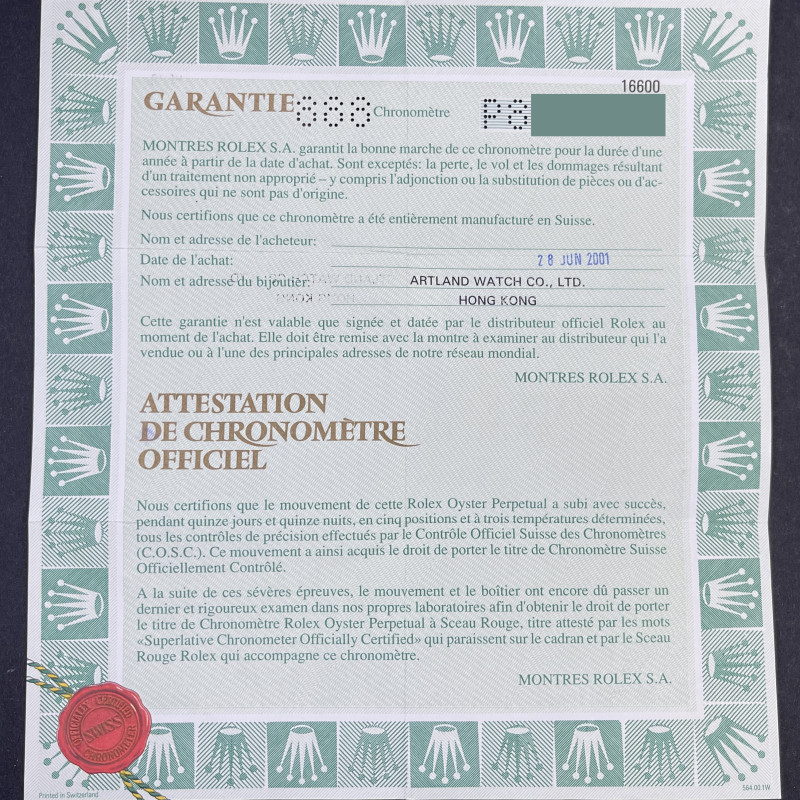 16600
GARANTIE 888 Chronomètre P8
MONTRES ROLEX S.A. garantit la bonne marche de ce chronomètre pour la durée d'une
année à partir de la date d'achat. Sont exceptés: la perte, le vol et les dommages résultant
d'un traitement non approprié – y compris l'adjonction ou la substitution de pièces ou d'ac-
cessoires qui ne sont pas d'origine.
Nous certifions que ce chronomètre a été entièrement manufacturé en Suisse.
Nom et adresse de l'acheteur:
Date de l'achat: 28 JUN 2001
Nom et adresse du bijoutier: ARTLAND WATCH CO., LTD.
HONG KONG
Cette garantie n'est valable que signée et datée par le distributeur officiel Rolex au
moment de l'achat. Elle doit être remise avec la montre à examiner au distributeur qui l'a
vendue ou à l'une des principales adresses de notre réseau mondial.
MONTRES ROLEX S.A.
ATTESTATION
DE CHRONOMÈTRE
OFFICIEL
Nous certifions que le mouvement de cette Rolex Oyster Perpetual a subi avec succès,
pendant quinze jours et quinze nuits, en cinq positions et à trois températures déterminées,
tous les contrôles de précision effectués par le Contrôle Officiel Suisse des Chronomètres
(C.O.S.C.). Ce mouvement a ainsi acquis le droit de porter le titre de Chronomètre Suisse
Officiellement Contrôlé.
A la suite de ces sévères épreuves, le mouvement et le boîtier ont encore dû passer un
dernier et rigoureux examen dans nos propres laboratoires afin d'obtenir le droit de porter
le titre de Chronomètre Rolex Oyster Perpetual à Sceau Rouge, titre attesté par les mots
«Superlative Chronometer Officially Certified» qui paraissent sur le cadran et par le Sceau
Rouge Rolex qui accompagne ce chronomètre.
MONTRES ROLEX S.A.
OFFICIALLY CERTIFIED
SWISS
CHRONOMETER
Printed in Switzerland
564.00.1W